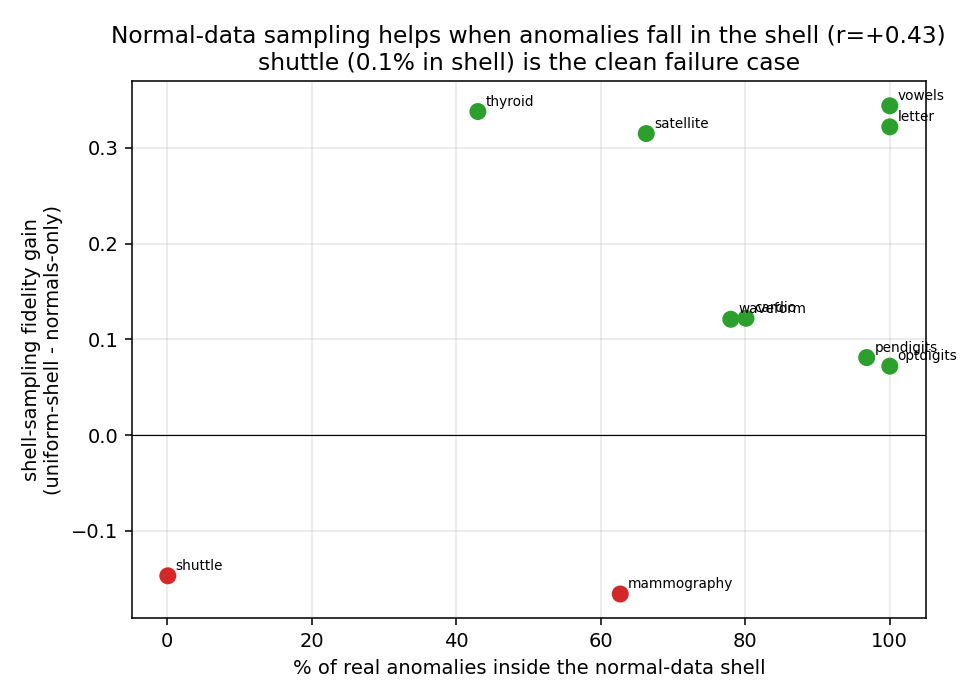 Normal-data sampling helps when anomalies fall in the shell (r=+0.43)
shuttle (0.1% in shell) is the clean failure case
vowels
thyroid
letter
satellite
0.3
shell-sampling fidelity gain
(uniform-shell - normals-only)
0.2
waveform
cardio
0.1
pendigits
optdigits
0.0
−0.1
shuttle
mammography
0 20 40 60 80 100
% of real anomalies inside the normal-data shell